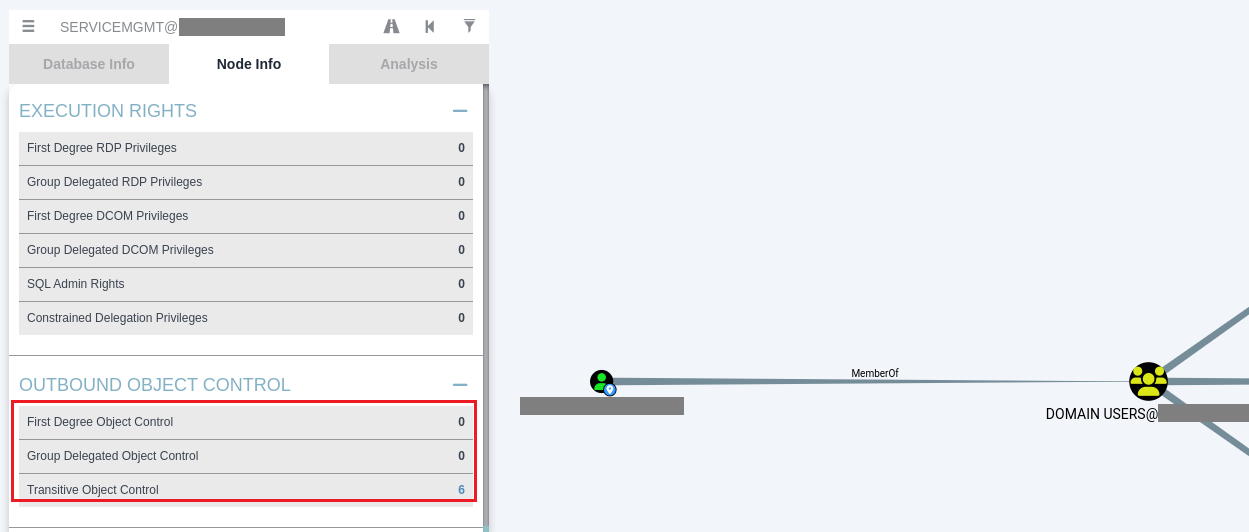 SERVICEMGMT@
Database Info
Node Info
Analysis
EXECUTION RIGHTS
First Degree RDP Privileges 0
Group Delegated RDP Privileges 0
First Degree DCOM Privileges 0
Group Delegated DCOM Privileges 0
SQL Admin Rights 0
Constrained Delegation Privileges 0
OUTBOUND OBJECT CONTROL
First Degree Object Control 0
Group Delegated Object Control 0
Transitive Object Control 6
MemberOf
DOMAIN USERS@